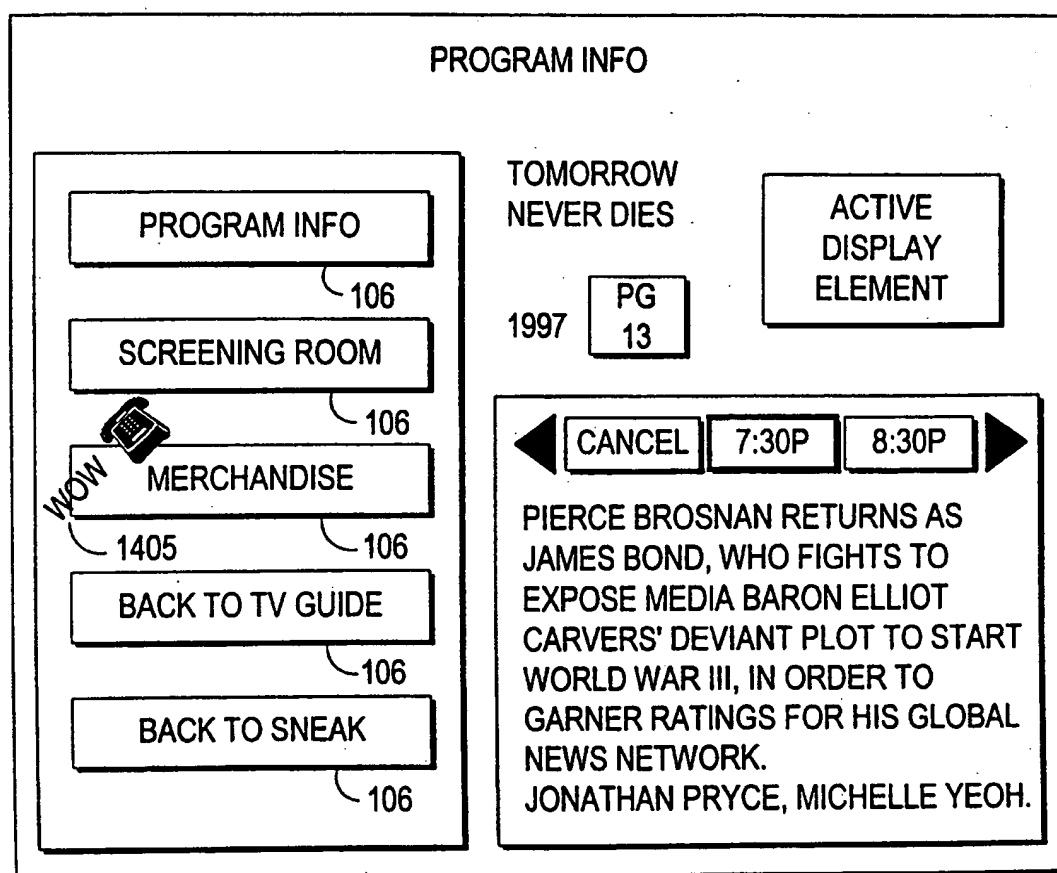 PROGRAM INFO
PROGRAM INFO
106
SCREENING ROOM
106
MERCHANDISE
WOW
1405
106
BACK TO TV GUIDE
106
BACK TO SNEAK
106
TOMORROW
NEVER DIES
1997
PG
13
ACTIVE
DISPLAY
ELEMENT
CANCEL 7:30P 8:30P
PIERCE BROSNAN RETURNS AS
JAMES BOND, WHO FIGHTS TO
EXPOSE MEDIA BARON ELLIOT
CARVERS' DEVIANT PLOT TO START
WORLD WAR III, IN ORDER TO
GARNER RATINGS FOR HIS GLOBAL
NEWS NETWORK.
JONATHAN PRYCE, MICHELLE YEOH.